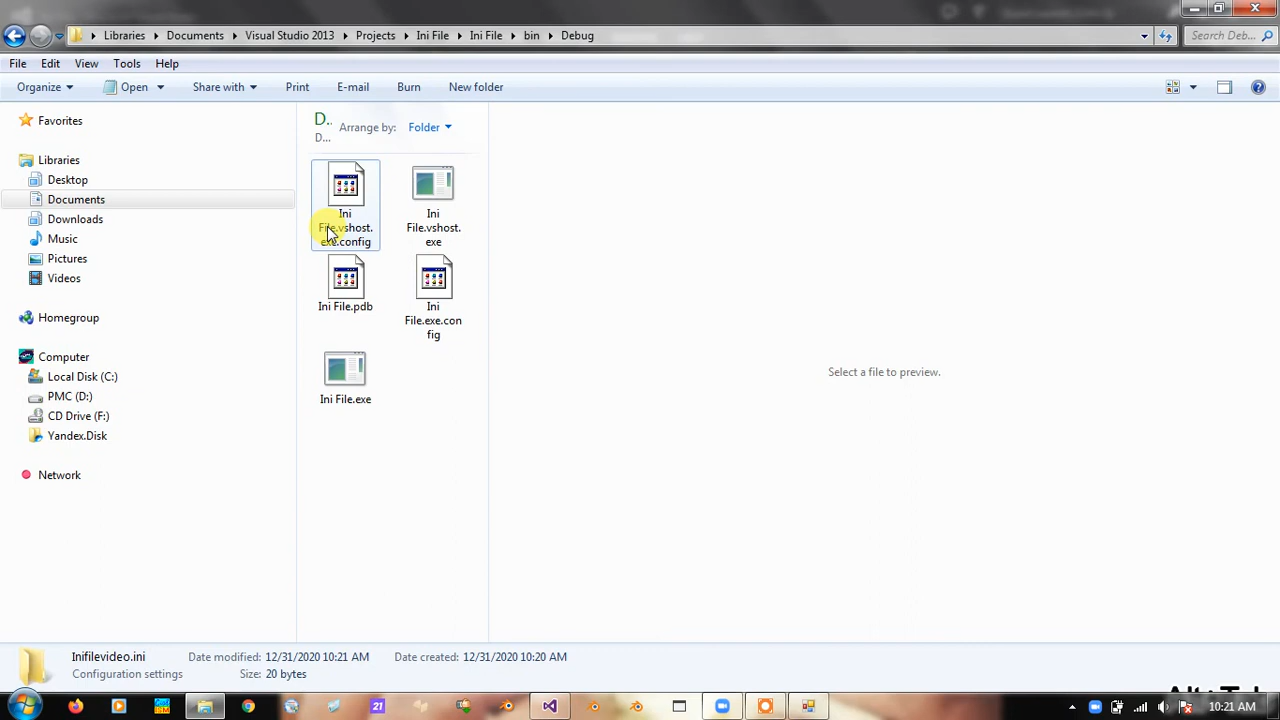 Libraries Documents Visual Studio 2013 Projects Ini File Ini File bin Debug Search Deb...
File Edit View Tools Help
Organize Open Share with Print E-mail Burn New folder
Favorites
Libraries
Desktop
Documents
Downloads
Music
Pictures
Videos
Homegroup
Computer
Local Disk (C:)
PMC (D:)
CD Drive (F:)
Yandex.Disk
Network
D..
D...
Arrange by: Folder
Ini
File.vshost.
exe.config
Ini
File.vshost.
exe
Ini File.pdb
Ini
File.exe.con
fig
Ini File.exe
Select a file to preview.
Inifilevideo.ini Date modified: 12/31/2020 10:21 AM Date created: 12/31/2020 10:20 AM
Configuration settings Size: 20 bytes
21
10:21 AM